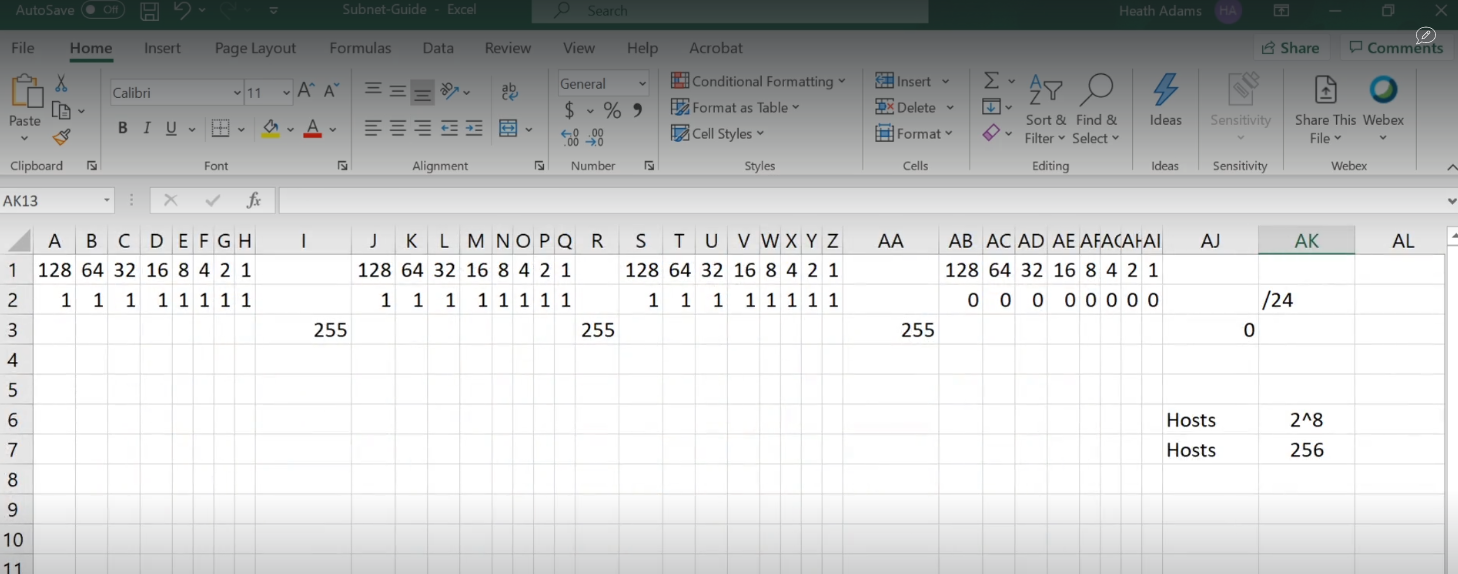 AutoSave Off Subnet-Guide - Excel Search Heath Adams HA
File Home Insert Page Layout Formulas Data Review View Help Acrobat Share Comments
Calibri 11 A A ab General Conditional Formatting Insert Σ A Z
Paste B I U A $ % , Format as Table Delete Sort & Find & Ideas Sensitivity Share This Webex
←0 .00 .00 →0 Cell Styles Format Filter Select File
Clipboard Font Alignment Number Styles Cells Editing Ideas Sensitivity Webex
AK13 fx
A B C D E F G H I J K L M N O P Q R S T U V W X Y Z AA AB AC AD AE AI AJ AK AL
1 128 64 32 16 8 4 2 1 128 64 32 16 8 4 2 1 128 64 32 16 8 4 2 1 128 64 32 16 8 4 2 1
2 1 1 1 1 1 1 1 1 1 1 1 1 1 1 1 1 1 1 1 1 1 1 1 1 0 0 0 0 0 0 0 0 /24
3 255 255 255 0
4
5
6 Hosts 2^8
7 Hosts 256
8
9
10
11